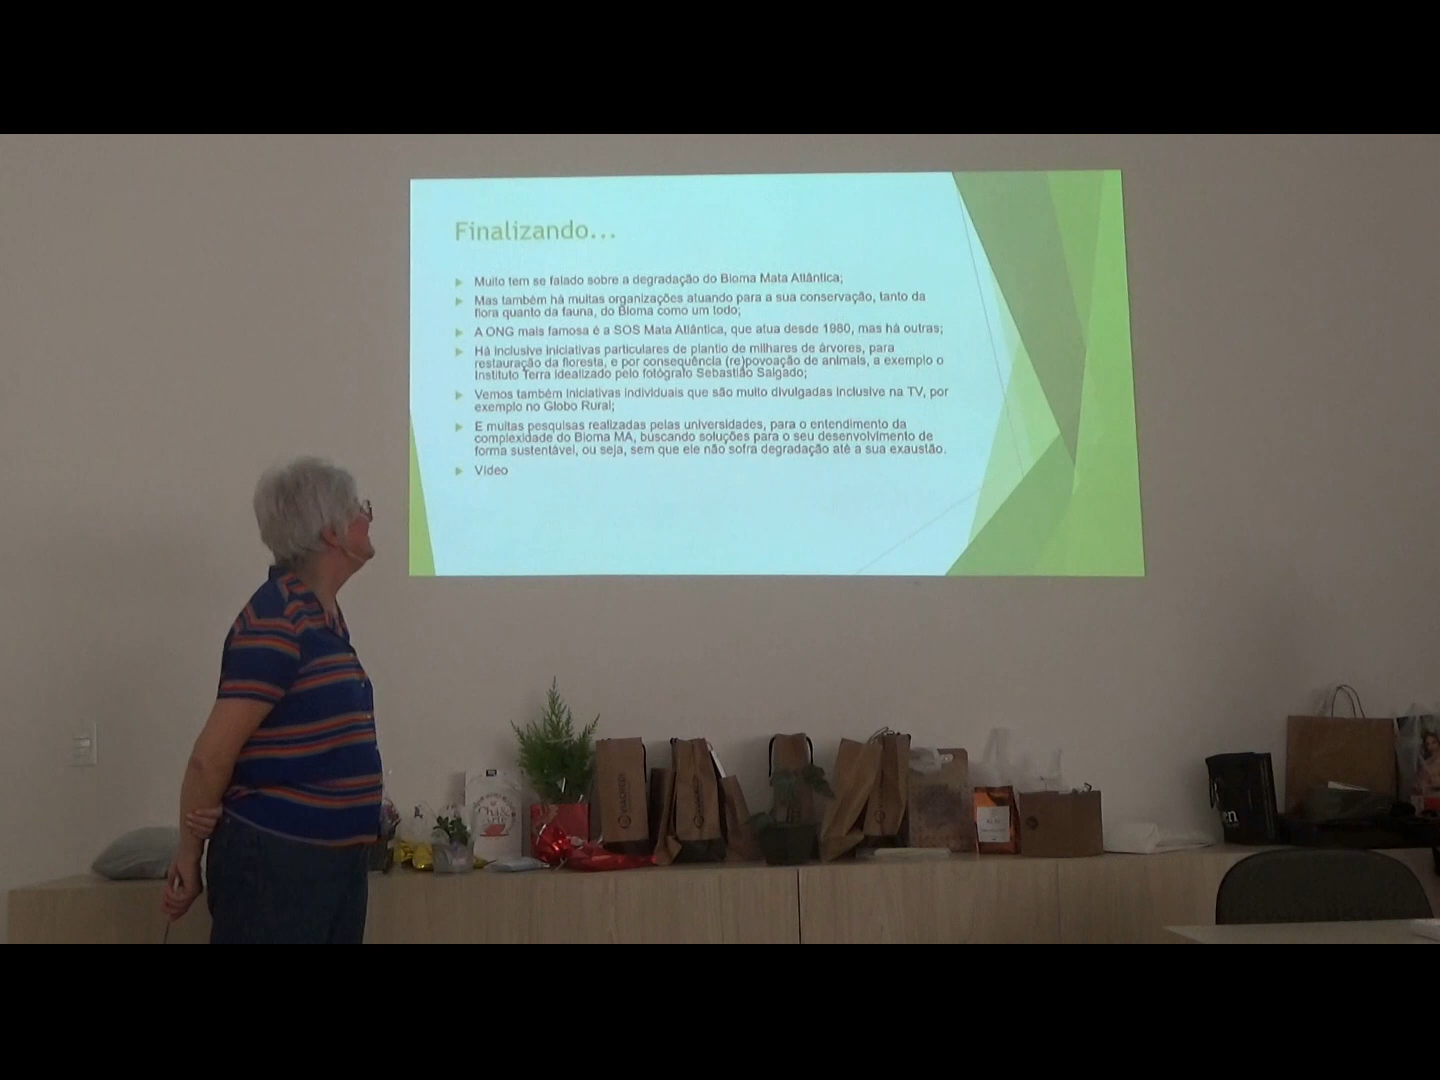 Finalizando...
Muito tem se falado sobre a degradação do Bioma Mata Atlântica;
Mas também há muitas organizações atuando para a sua conservação, tanto da
flora quanto da fauna, do Bioma como um todo;
A ONG mais famosa é a SOS Mata Atlântica, que atua desde 1980, mas há outras;
Há inclusive iniciativas particulares de plantio de milhares de árvores, para
restauração da floresta, e por consequência (re)povoação de animais, a exemplo o
Instituto Terra idealizado pelo fotógrafo Sebastião Salgado;
Vemos também iniciativas individuais que são muito divulgadas inclusive na TV, por
exemplo no Globo Rural;
E muitas pesquisas realizadas pelas universidades, para o entendimento da
complexidade do Bioma MA, buscando soluções para o seu desenvolvimento de
forma sustentável, ou seja, sem que ele não sofra degradação até a sua exaustão.
Vídeo